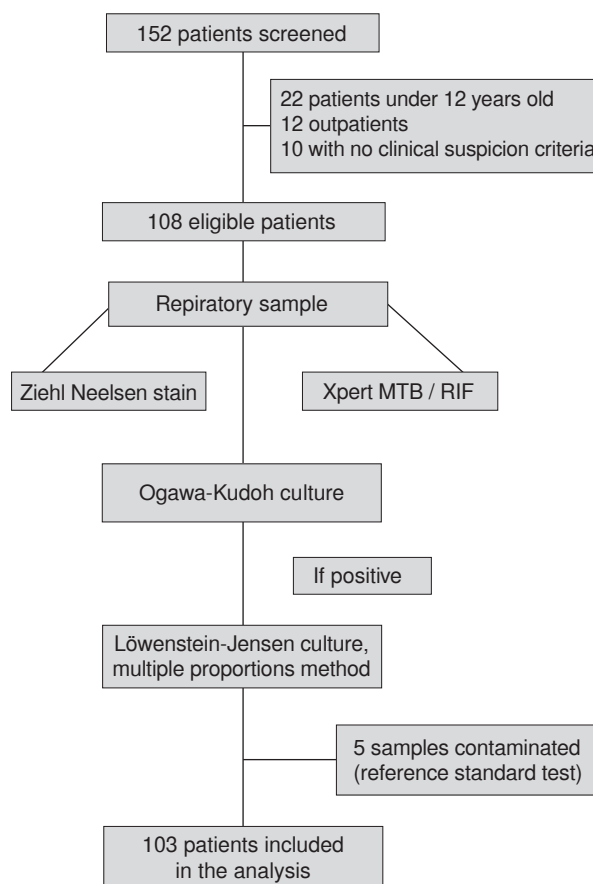 152 patients screened
22 patients under 12 years old
12 outpatients
10 with no clinical suspicion criteria
108 eligible patients
Repiratory sample
Ziehl Neelsen stain
Xpert MTB / RIF
Ogawa-Kudoh culture
If positive
Löwenstein-Jensen culture,
multiple proportions method
5 samples contaminated
(reference standard test)
103 patients included
in the analysis